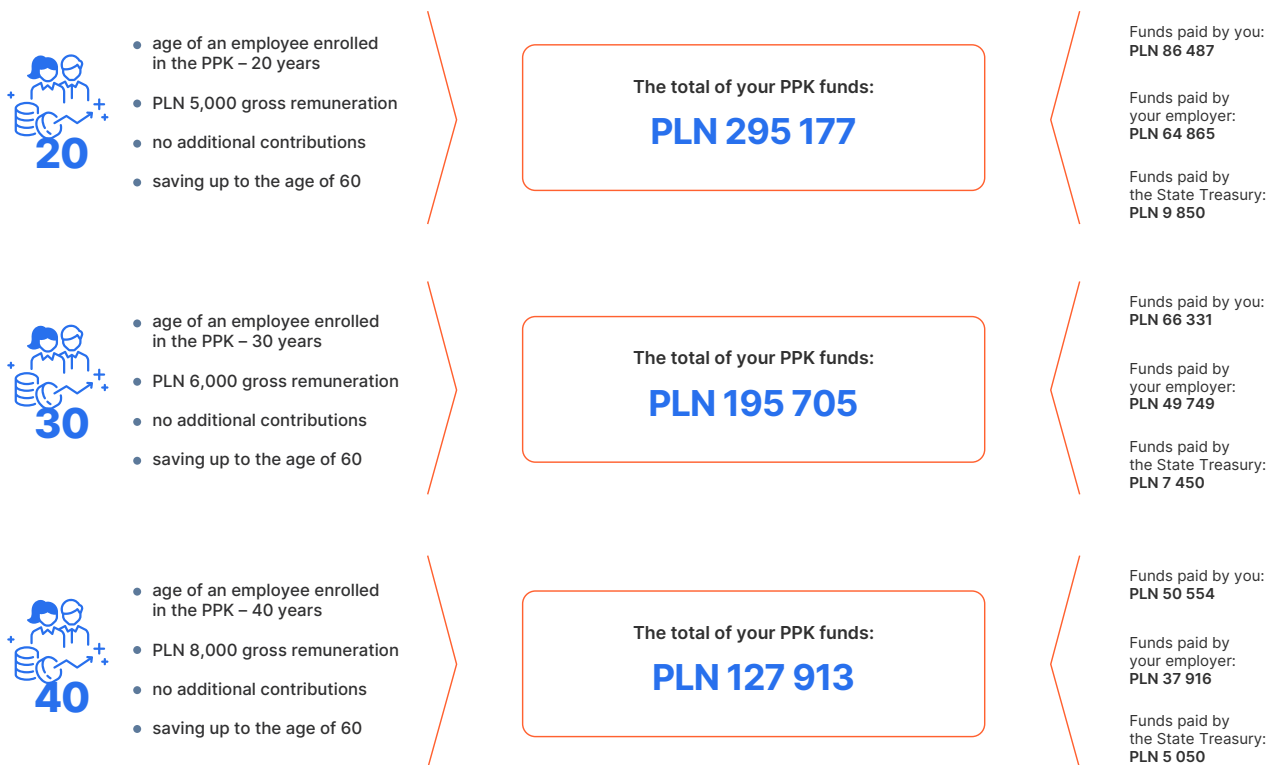 20
age of an employee enrolled
in the PPK – 20 years
PLN 5,000 gross remuneration
no additional contributions
saving up to the age of 60
The total of your PPK funds:
PLN 295 177
Funds paid by you:
PLN 86 487
Funds paid by
your employer:
PLN 64 865
Funds paid by
the State Treasury:
PLN 9 850
30
age of an employee enrolled
in the PPK – 30 years
PLN 6,000 gross remuneration
no additional contributions
saving up to the age of 60
The total of your PPK funds:
PLN 195 705
Funds paid by you:
PLN 66 331
Funds paid by
your employer:
PLN 49 749
Funds paid by
the State Treasury:
PLN 7 450
40
age of an employee enrolled
in the PPK – 40 years
PLN 8,000 gross remuneration
no additional contributions
saving up to the age of 60
The total of your PPK funds:
PLN 127 913
Funds paid by you:
PLN 50 554
Funds paid by
your employer:
PLN 37 916
Funds paid by
the State Treasury:
PLN 5 050